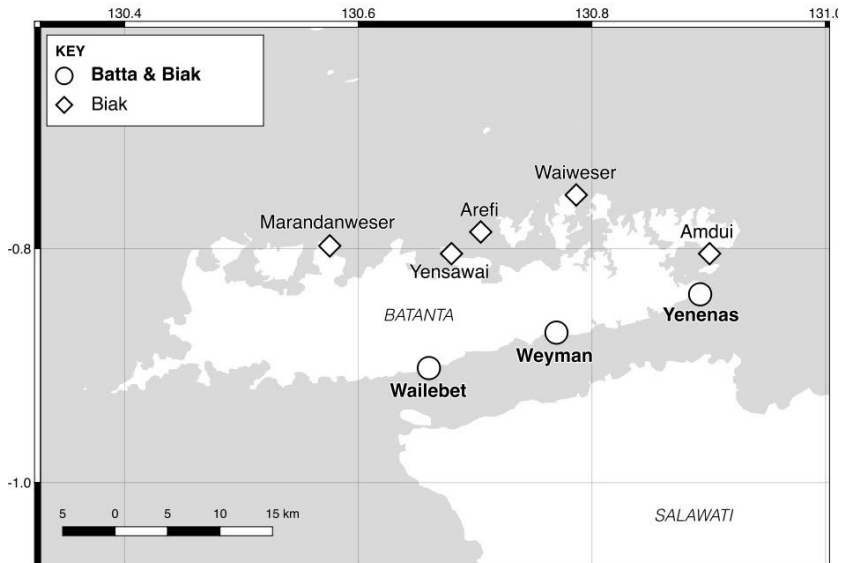 130.4 130.6 130.8 131.0
KEY
Batta & Biak
Biak
Waiweser
Arefi
Marandanweser
Amdui
-0.8
Yensawai
Yenenas
BATANTA
Weyman
Wailebet
-1.0
5 0 5 10 15 km
SALAWATI